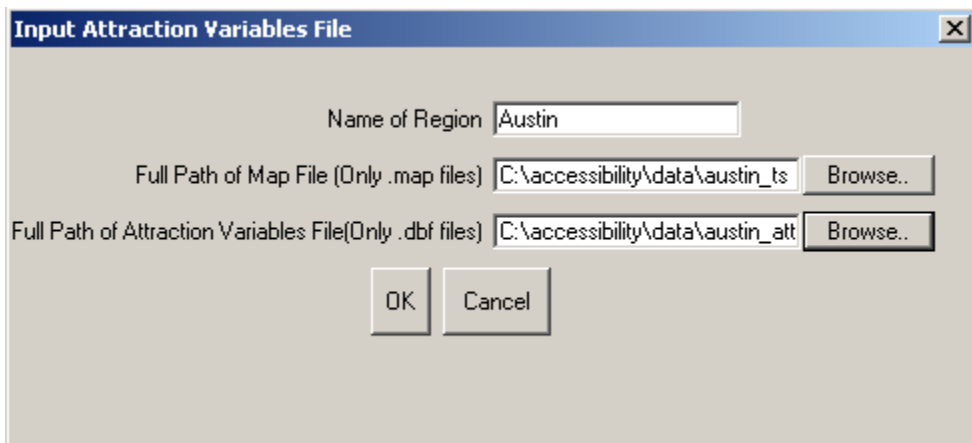 Input Attraction Variables File
Name of Region Austin
Full Path of Map File (Only .map files) C:\accessibility\data\austin_ts Browse..
Full Path of Attraction Variables File(Only .dbf files) C:\accessibility\data\austin_att Browse..
OK Cancel